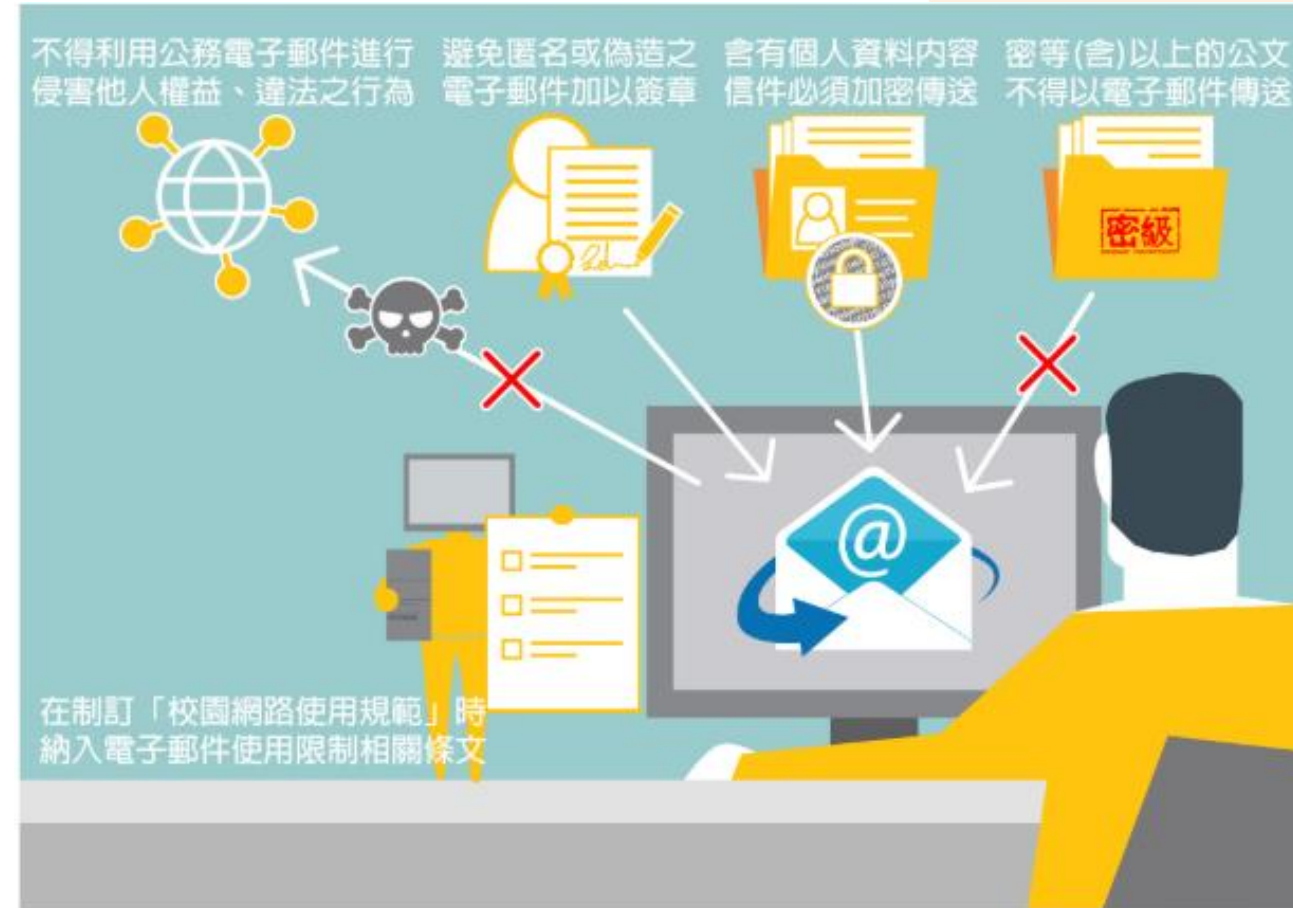 不得利用公務電子郵件進行
侵害他人權益、違法之行為
避免匿名或偽造之
電子郵件加以簽章
含有個人資料內容
信件必須加密傳送
密等(含)以上的公文
不得以電子郵件傳送
密級
@
在制訂「校園網路使用規範」時
納入電子郵件使用限制相關條文